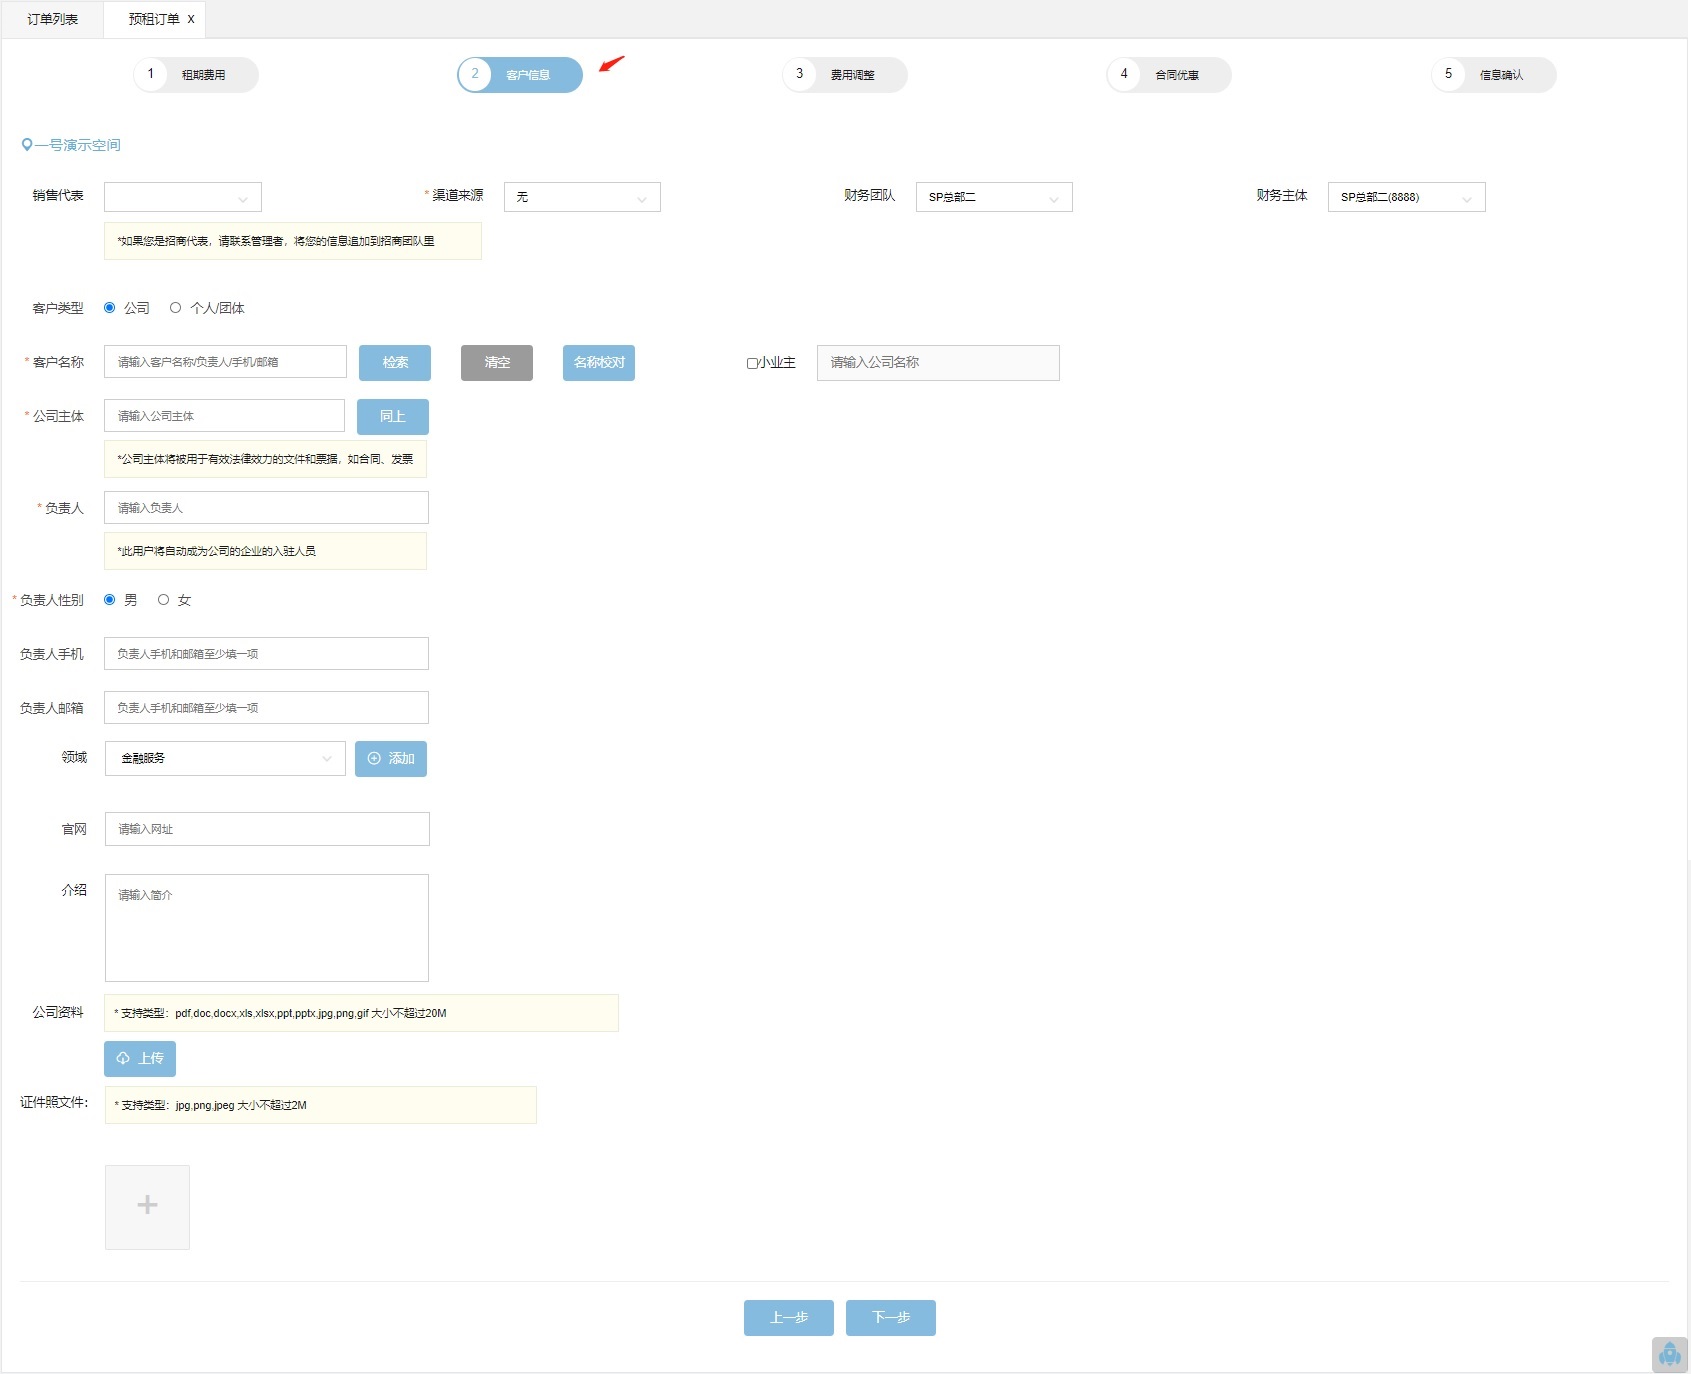 订单列表 预租订单 X
1 租期费用 2 客户信息 3 费用调整 4 合同优惠 5 信息确认
一号演示空间
销售代表 * 渠道来源 无 财务团队 SP总部二 财务主体 SP总部二(8888)
*如果您是招商代表，请联系管理者，将您的信息追加到招商团队里
客户类型 公司 个人/团体
* 客户名称 请输入客户名称/负责人/手机/邮箱 检索 清空 名称校对 小业主 请输入公司名称
* 公司主体 请输入公司主体 同上
*公司主体将被用于有效法律效力的文件和票据，如合同、发票
* 负责人 请输入负责人
*此用户将自动成为公司的企业的入驻人员
* 负责人性别 男 女
负责人手机 负责人手机和邮箱至少填一项
负责人邮箱 负责人手机和邮箱至少填一项
领域 金融服务 添加
官网 请输入网址
介绍 请输入简介
公司资料 * 支持类型：pdf,doc,docx,xls,xlsx,ppt,pptx,jpg,png,gif 大小不超过20M
上传
证件照文件: * 支持类型：jpg,png,jpeg 大小不超过2M
上一步 下一步